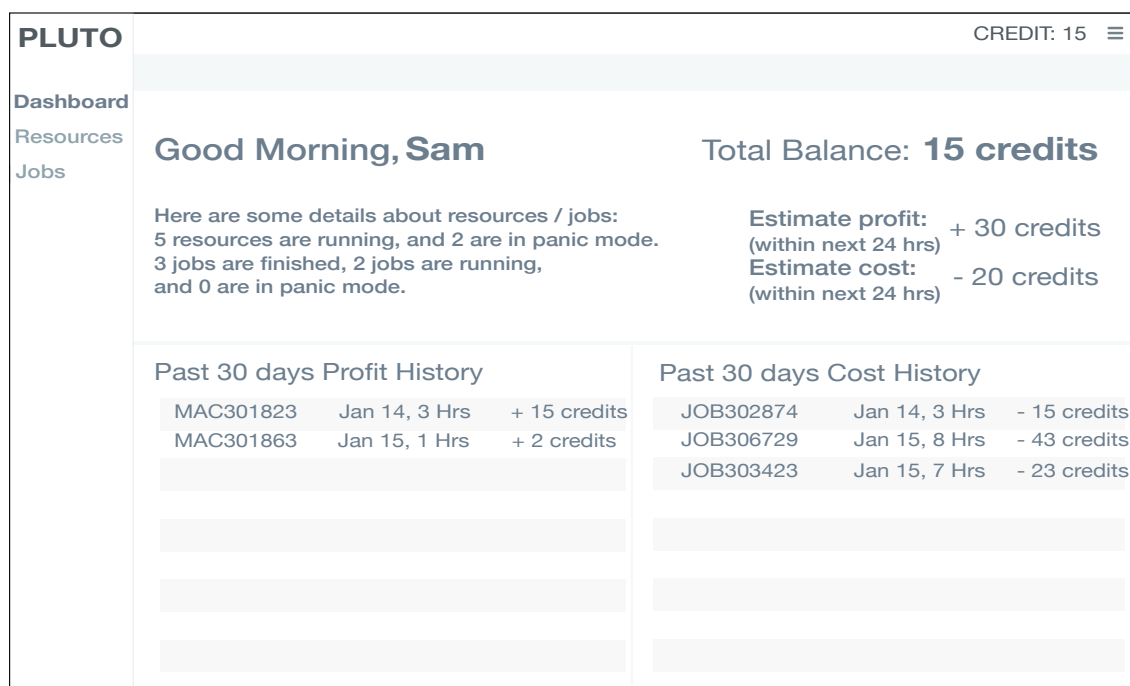 PLUTO
CREDIT: 15
Dashboard
Resources
Jobs
Good Morning, Sam
Total Balance: 15 credits
Here are some details about resources / jobs:
5 resources are running, and 2 are in panic mode.
3 jobs are finished, 2 jobs are running,
and 0 are in panic mode.
Estimate profit:
(within next 24 hrs)
+ 30 credits
Estimate cost:
(within next 24 hrs)
- 20 credits
Past 30 days Profit History
MAC301823 Jan 14, 3 Hrs + 15 credits
MAC301863 Jan 15, 1 Hrs + 2 credits
Past 30 days Cost History
JOB302874 Jan 14, 3 Hrs - 15 credits
JOB306729 Jan 15, 8 Hrs - 43 credits
JOB303423 Jan 15, 7 Hrs - 23 credits